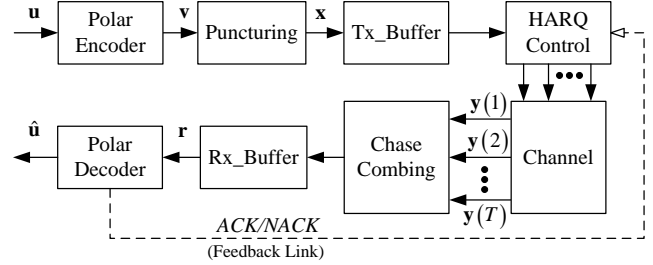 u
Polar
Encoder
v
Puncturing
x
Tx_Buffer
HARQ
Control
û
Polar
Decoder
r
Rx_Buffer
Chase
Combing
y(1)
y(2)
y(T)
Channel
ACK/NACK
(Feedback Link)